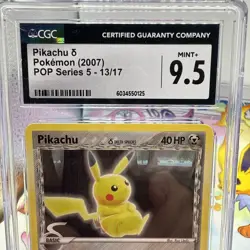 CGC
CERTIFIED GUARANTY COMPANY
Pikachu δ
Pokémon (2007)
POP Series 5 - 13/17
6034550125
MINT+
9.5
Pikachu
40 HP
BASIC